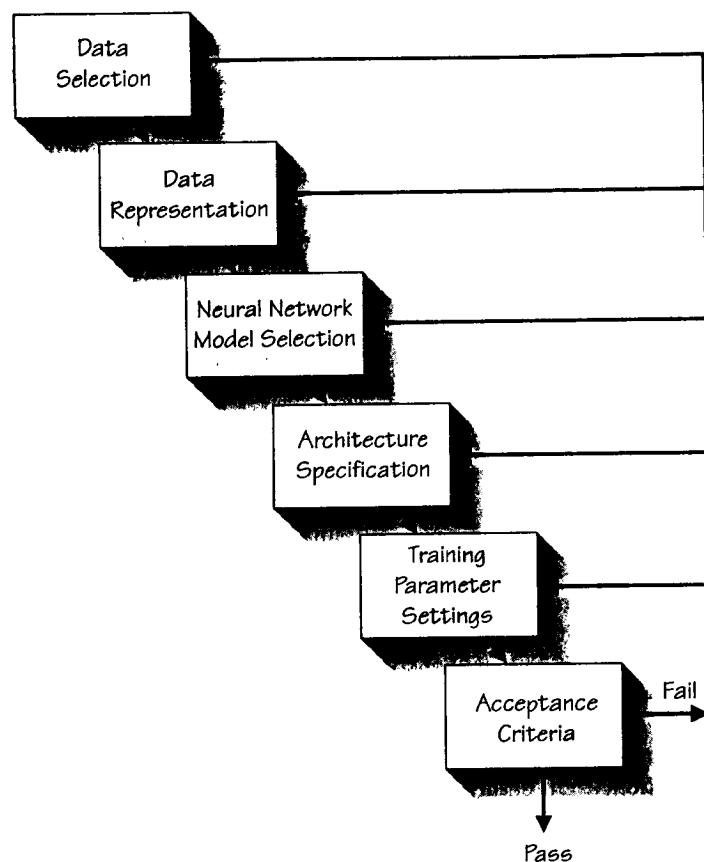 Data
Selection
Data
Representation
Neural Network
Model Selection
Architecture
Specification
Training
Parameter
Settings
Acceptance
Criteria
Fail
Pass